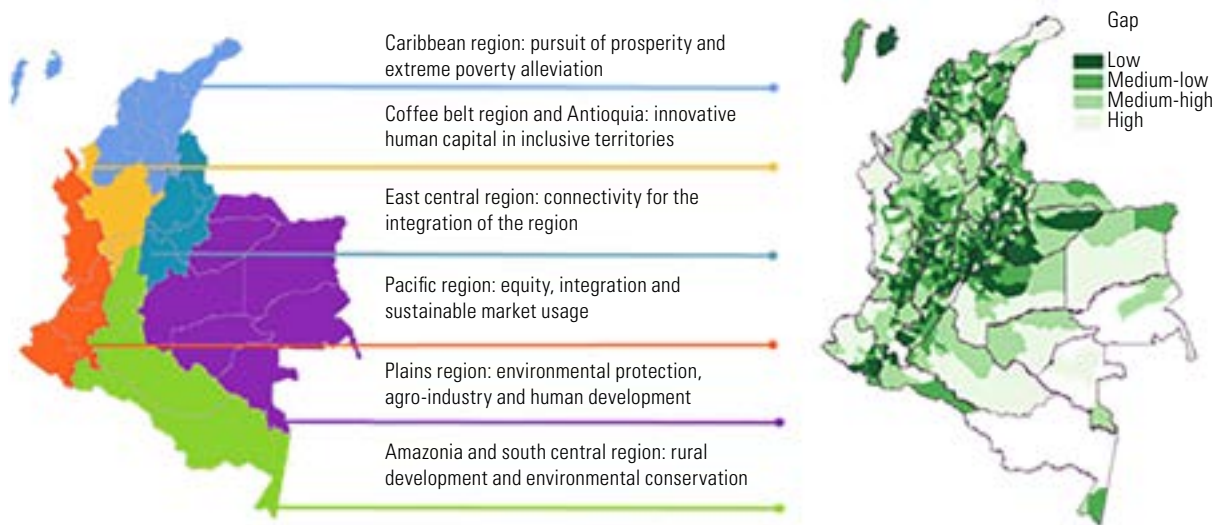 Caribbean region: pursuit of prosperity and
extreme poverty alleviation
Coffee belt region and Antioquia: innovative
human capital in inclusive territories
East central region: connectivity for the
integration of the region
Pacific region: equity, integration and
sustainable market usage
Plains region: environmental protection,
agro-industry and human development
Amazonia and south central region: rural
development and environmental conservation
Gap
Low
Medium-low
Medium-high
High